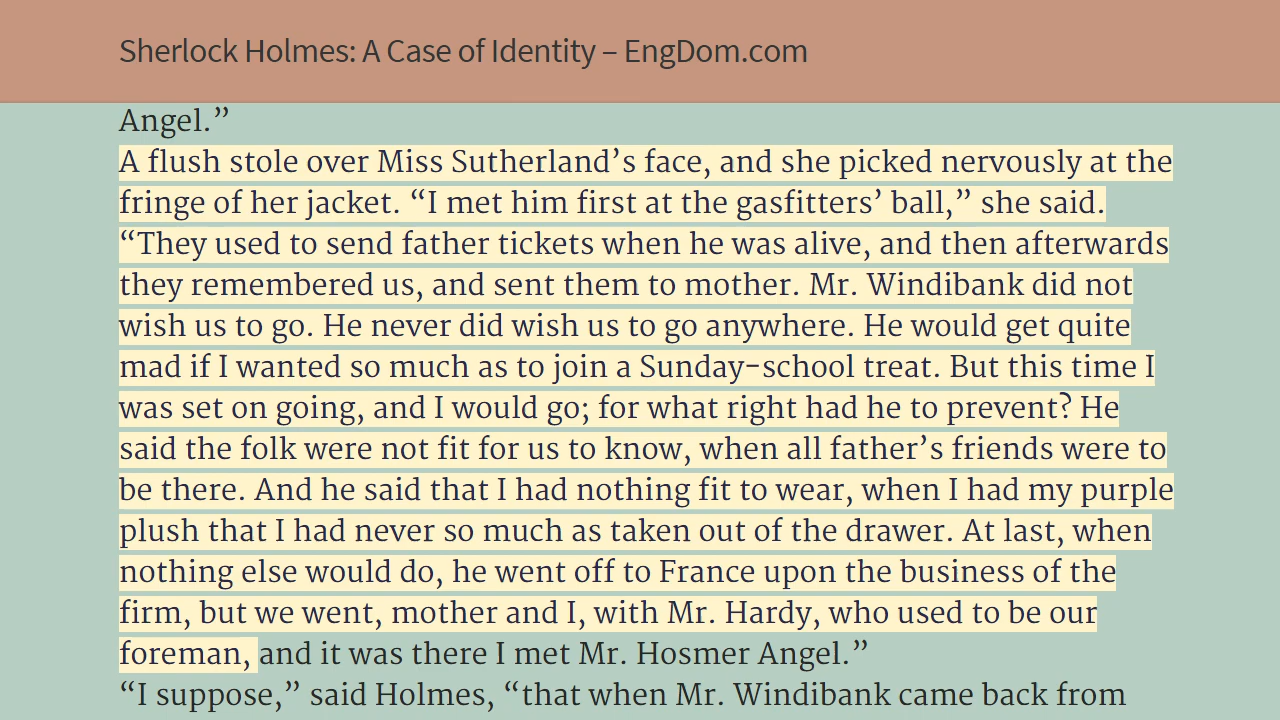 Sherlock Holmes: A Case of Identity – EngDom.com
Angel.”
A flush stole over Miss Sutherland’s face, and she picked nervously at the
fringe of her jacket. “I met him first at the gasfitters’ ball,” she said.
“They used to send father tickets when he was alive, and then afterwards
they remembered us, and sent them to mother. Mr. Windibank did not
wish us to go. He never did wish us to go anywhere. He would get quite
mad if I wanted so much as to join a Sunday-school treat. But this time I
was set on going, and I would go; for what right had he to prevent? He
said the folk were not fit for us to know, when all father’s friends were to
be there. And he said that I had nothing fit to wear, when I had my purple
plush that I had never so much as taken out of the drawer. At last, when
nothing else would do, he went off to France upon the business of the
firm, but we went, mother and I, with Mr. Hardy, who used to be our
foreman, and it was there I met Mr. Hosmer Angel.”
“I suppose,” said Holmes, “that when Mr. Windibank came back from